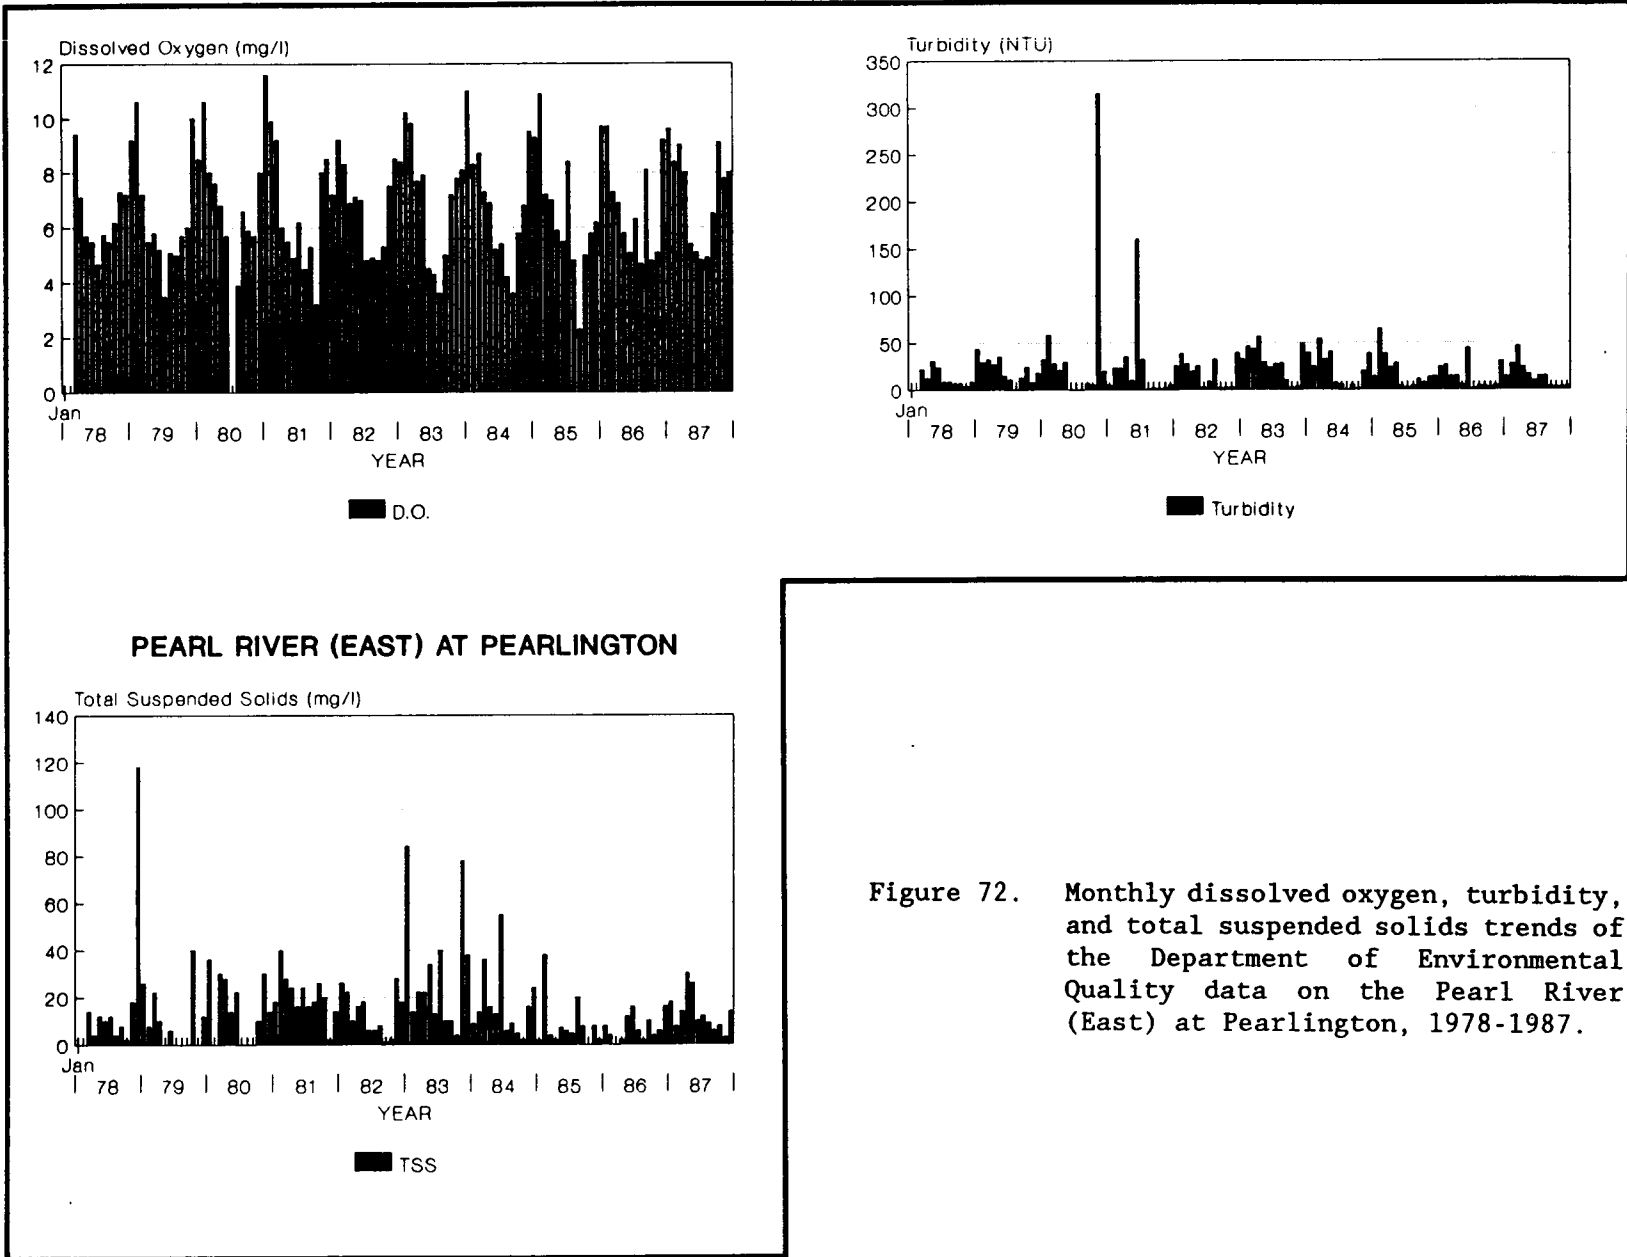 Dissolved Oxygen (mg/l)
12
10
8
6
4
2
0
Jan
78 79 80 81 82 83 84 85 86 87
YEAR
D.O.
Turbidity (NTU)
350
300
250
200
150
100
50
0
Jan
78 79 80 81 82 83 84 85 86 87
YEAR
Turbidity
PEARL RIVER (EAST) AT PEARLINGTON
Total Suspended Solids (mg/l)
140
120
100
80
60
40
20
0
Jan
78 79 80 81 82 83 84 85 86 87
YEAR
TSS
Figure 72. Monthly dissolved oxygen, turbidity,
and total suspended solids trends of
the Department of Environmental
Quality data on the Pearl River
(East) at Pearlington, 1978-1987.